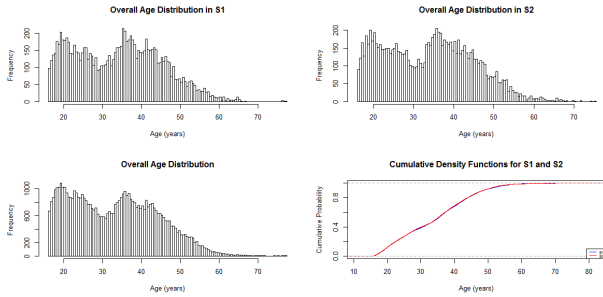 Overall Age Distribution in S1
Frequency
0 50 100 150 200
20 30 40 50 60 70
Age (years)
Overall Age Distribution in S2
Frequency
0 50 100 150 200
20 30 40 50 60 70
Age (years)
Overall Age Distribution
Frequency
0 200 400 600 800 1000
20 30 40 50 60 70
Age (years)
Cumulative Density Functions for S1 and S2
Cumulative Probability
0.0 0.4 0.8
10 20 30 40 50 60 70 80
Age (years)